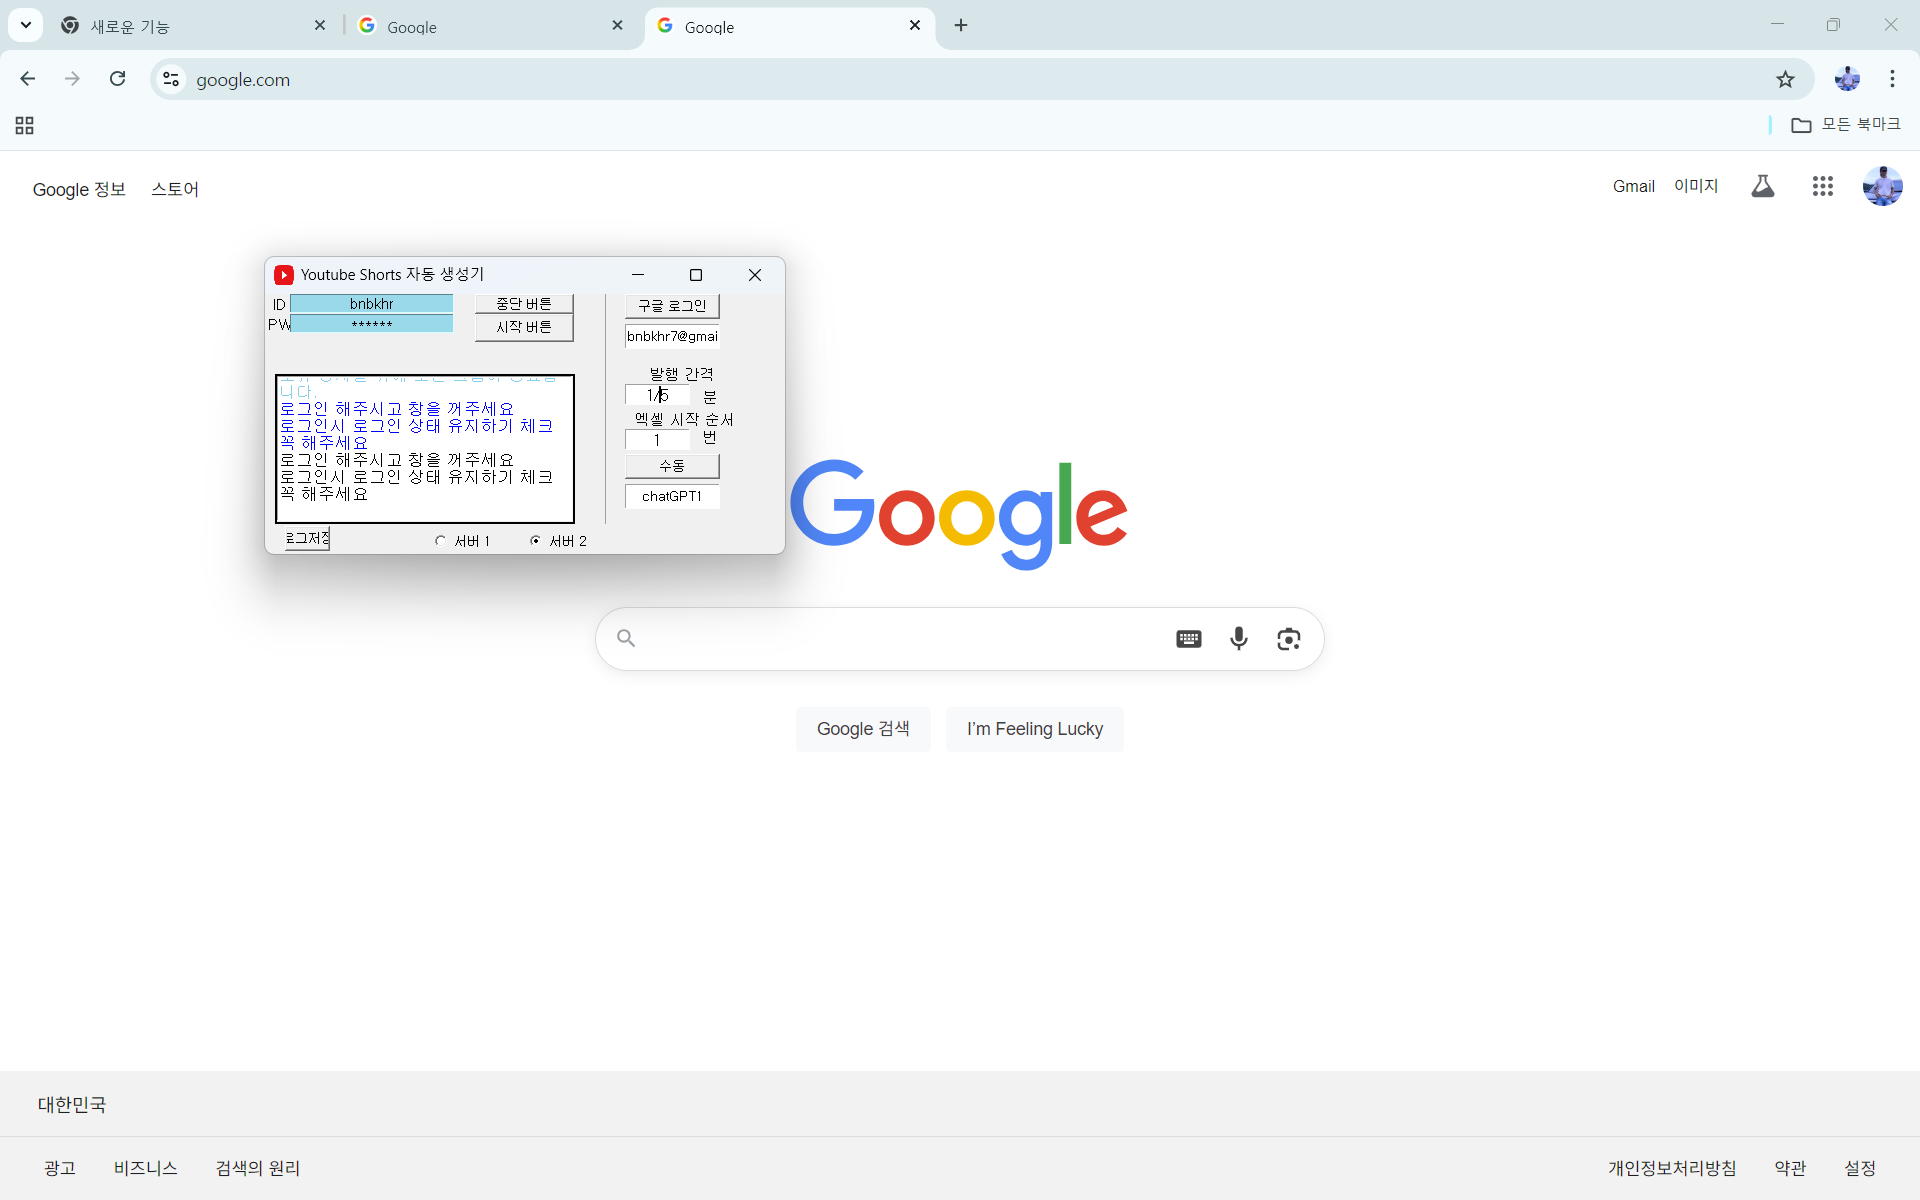 새로운 기능
Google
Google
google.com
모든 북마크
Google 정보 스토어
Gmail 이미지
Youtube Shorts 자동 생성기
ID bnbkhr 중단 버튼
PW ****** 시작 버튼
구글 로그인
bnbkhr7@gmai
발행 간격
1/5 분
엑셀 시작 순서
1 번
수동
chatGPT1
니다.
로그인 해주시고 창을 꺼주세요
로그인시 로그인 상태 유지하기 체크
꼭 해주세요
로그인 해주시고 창을 꺼주세요
로그인시 로그인 상태 유지하기 체크
꼭 해주세요
로그저장
서버 1 서버 2
Google
Google 검색 I'm Feeling Lucky
대한민국
광고 비즈니스 검색의 원리
개인정보처리방침 약관 설정